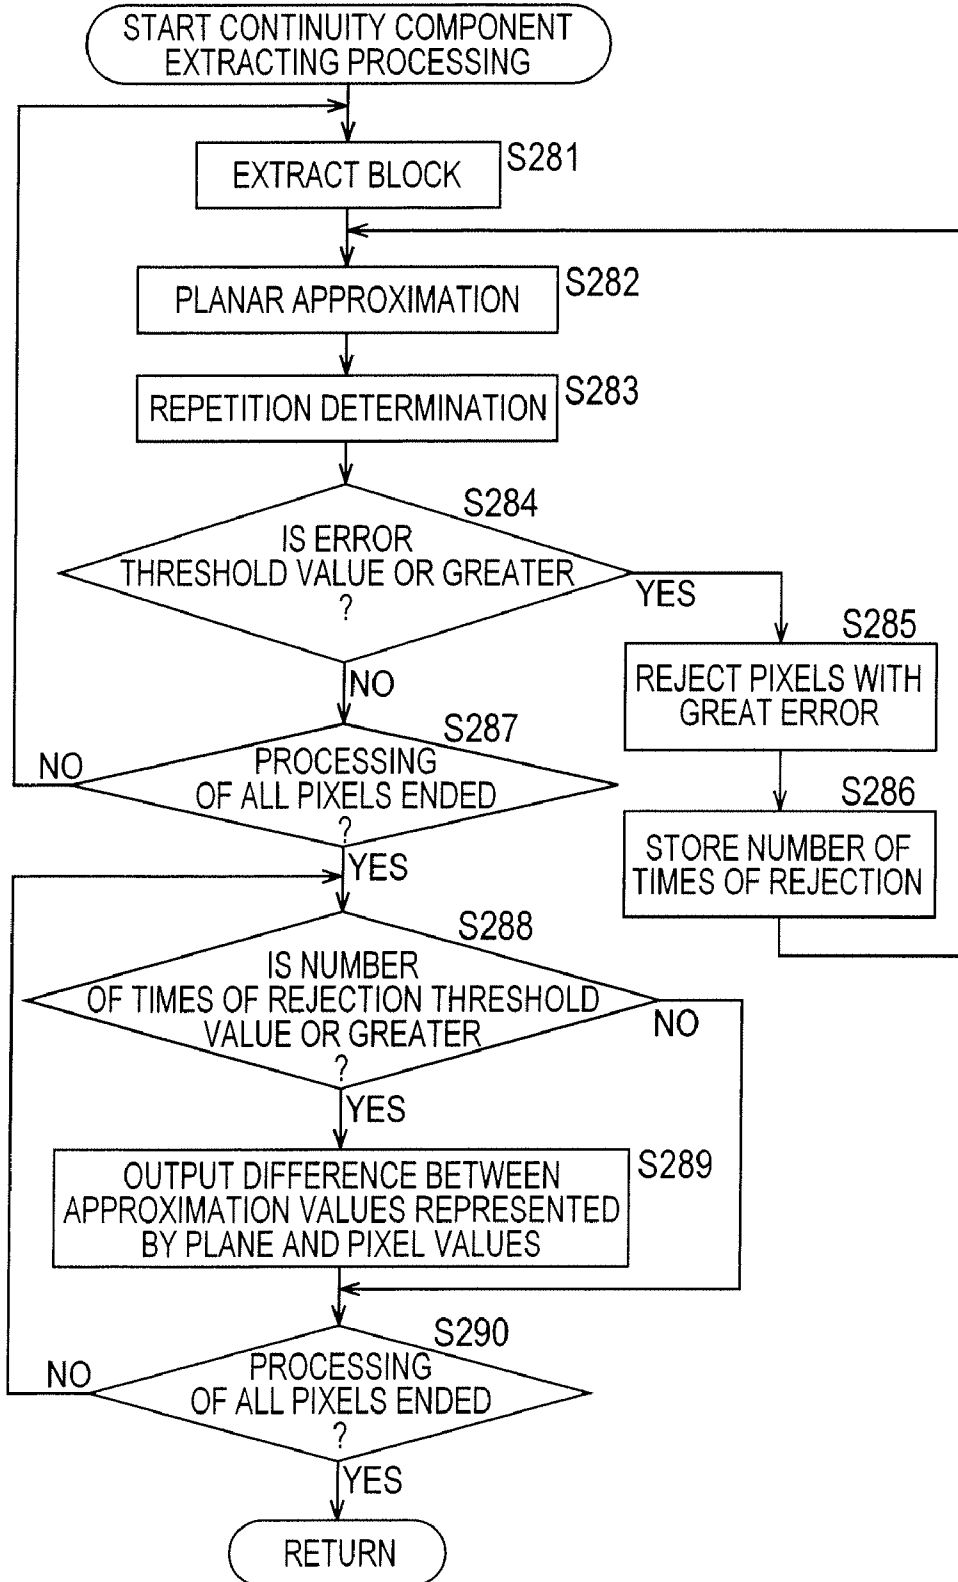 START CONTINUITY COMPONENT
EXTRACTING PROCESSING
S281
EXTRACT BLOCK
S282
PLANAR APPROXIMATION
S283
REPETITION DETERMINATION
S284
IS ERROR
THRESHOLD VALUE OR GREATER
?
YES
S285
REJECT PIXELS WITH
GREAT ERROR
NO
S287
PROCESSING
OF ALL PIXELS ENDED
?
NO
S286
STORE NUMBER OF
TIMES OF REJECTION
YES
S288
IS NUMBER
OF TIMES OF REJECTION THRESHOLD
VALUE OR GREATER
?
NO
YES
S289
OUTPUT DIFFERENCE BETWEEN
APPROXIMATION VALUES REPRESENTED
BY PLANE AND PIXEL VALUES
S290
PROCESSING
OF ALL PIXELS ENDED
?
NO
YES
RETURN